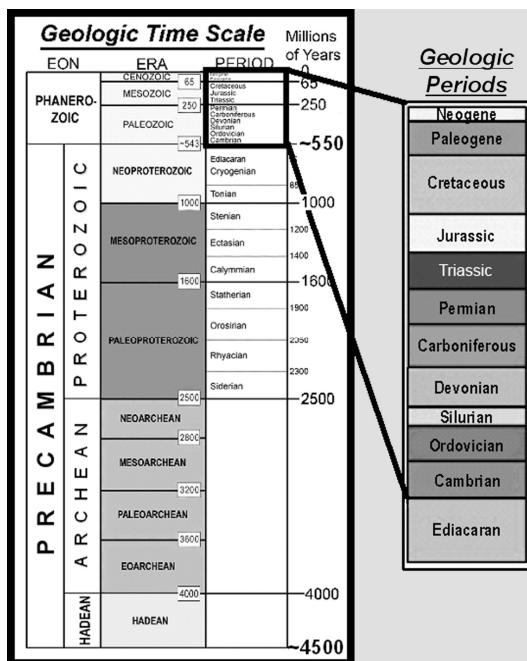 Geologic Time Scale
Millions
of Years
EON
ERA
PERIOD
0
CENOZOIC
65
65
MESOZOIC
Cretaceous
Jurassic
Triassic
250
250
PHANERO-
ZOIC
PALEOZOIC
Permian
Carboniferous
Devonian
Silurian
Ordovician
Cambrian
~543
~550
PRECAMBRIAN
PROTEROZOIC
NEOPROTEROZOIC
Ediacaran
Cryogenian
Tonian
1000
1000
MESOPROTEROZOIC
Stenian
1200
Ectasian
1400
Calymmian
1600
1600
PALEOPROTEROZOIC
Statherian
1900
Orosirian
2050
Rhyacian
2300
Siderian
2500
2500
ARCHEAN
NEOARCHEAN
2800
MESOARCHEAN
3200
PALEOARCHEAN
3600
EOARCHEAN
4000
4000
HADEAN
HADEAN
~4500
Geologic
Periods
Neogene
Paleogene
Cretaceous
Jurassic
Triassic
Permian
Carboniferous
Devonian
Silurian
Ordovician
Cambrian
Ediacaran